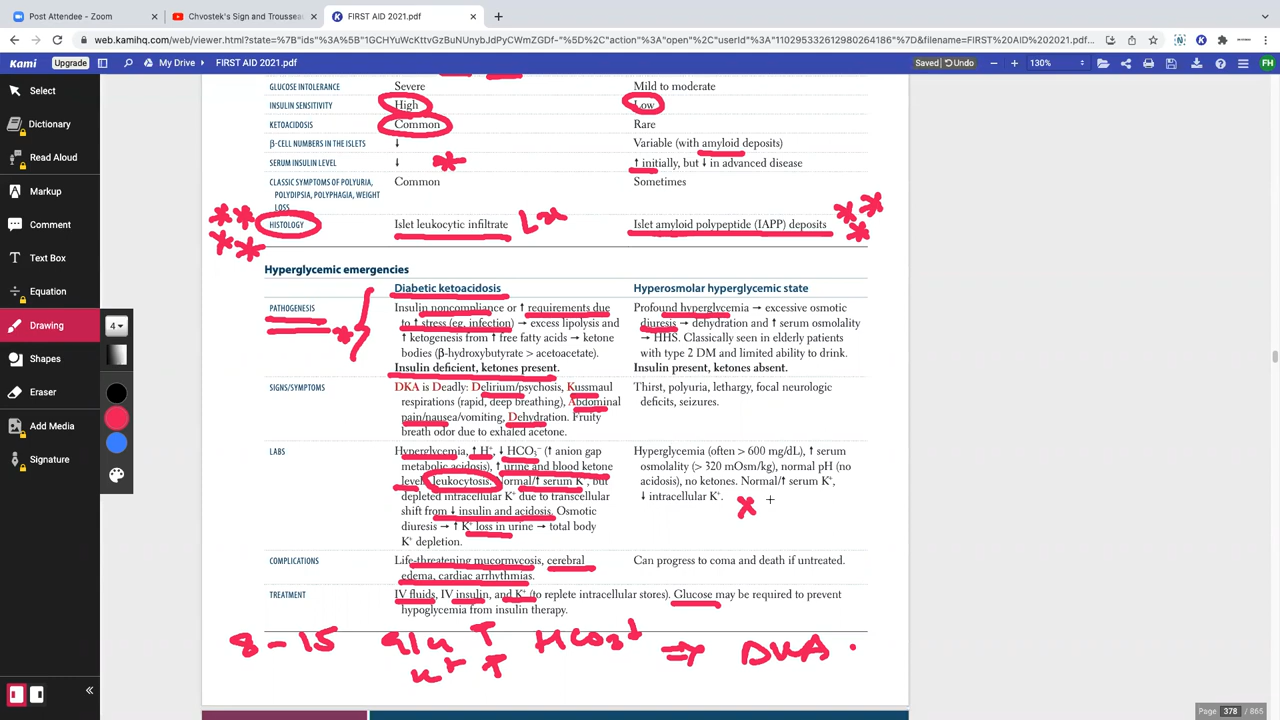 Post Attendee - Zoom
Chvostek's Sign and Trousseau
FIRST AID 2021.pdf
web.kamihq.com/web/viewer.html?state=%7B"ids"%3A%5B"1GCHYuWcKttvGzBuNUnybJdPyCWmZGDf-"%5D%2C"action"%3A"open"%2C"userId"%3A"110295332612980264186"%7D&filename=FIRST%20AID%202021.pdf...
Kami
Upgrade
My Drive
FIRST AID 2021.pdf
Saved Undo
130%
FH
Select
Dictionary
Read Aloud
Markup
Comment
Text Box
Equation
Drawing
Shapes
Eraser
Add Media
Signature
4
GLUCOSE INTOLERANCE Severe Mild to moderate
INSULIN SENSITIVITY High Low
KETOACIDOSIS Common Rare
β-CELL NUMBERS IN THE ISLETS ↓ Variable (with amyloid deposits)
SERUM INSULIN LEVEL ↓ ↑ initially, but ↓ in advanced disease
CLASSIC SYMPTOMS OF POLYURIA, POLYDIPSIA, POLYPHAGIA, WEIGHT LOSS Common Sometimes
HISTOLOGY Islet leukocytic infiltrate Islet amyloid polypeptide (IAPP) deposits
Hyperglycemic emergencies
Diabetic ketoacidosis Hyperosmolar hyperglycemic state
PATHOGENESIS
Insulin noncompliance or ↑ requirements due
to ↑ stress (eg, infection) → excess lipolysis and
↑ ketogenesis from ↑ free fatty acids → ketone
bodies (β-hydroxybutyrate > acetoacetate).
Insulin deficient, ketones present.
Profound hyperglycemia → excessive osmotic
diuresis → dehydration and ↑ serum osmolality
→ HHS. Classically seen in elderly patients
with type 2 DM and limited ability to drink.
Insulin present, ketones absent.
SIGNS/SYMPTOMS
DKA is Deadly: Delirium/psychosis, Kussmaul
respirations (rapid, deep breathing), Abdominal
pain/nausea/vomiting, Dehydration. Fruity
breath odor due to exhaled acetone.
Thirst, polyuria, lethargy, focal neurologic
deficits, seizures.
LABS
Hyperglycemia, ↑ H⁺, ↓ HCO₃⁻ (↑ anion gap
metabolic acidosis), ↑ urine and blood ketone
levels, leukocytosis. Normal/↑ serum K⁺, but
depleted intracellular K⁺ due to transcellular
shift from ↓ insulin and acidosis. Osmotic
diuresis → ↑ K⁺ loss in urine → total body
K⁺ depletion.
Hyperglycemia (often > 600 mg/dL), ↑ serum
osmolality (> 320 mOsm/kg), normal pH (no
acidosis), no ketones. Normal/↑ serum K⁺,
↓ intracellular K⁺.
COMPLICATIONS
Life-threatening mucormycosis, cerebral
edema, cardiac arrhythmias.
Can progress to coma and death if untreated.
TREATMENT
IV fluids, IV insulin, and K⁺ (to replete intracellular stores). Glucose may be required to prevent
hypoglycemia from insulin therapy.
8 - 15 Glu ↑ HCO3 ↓ ⇒ DKA.
K⁺ ↑
Page 378 / 865